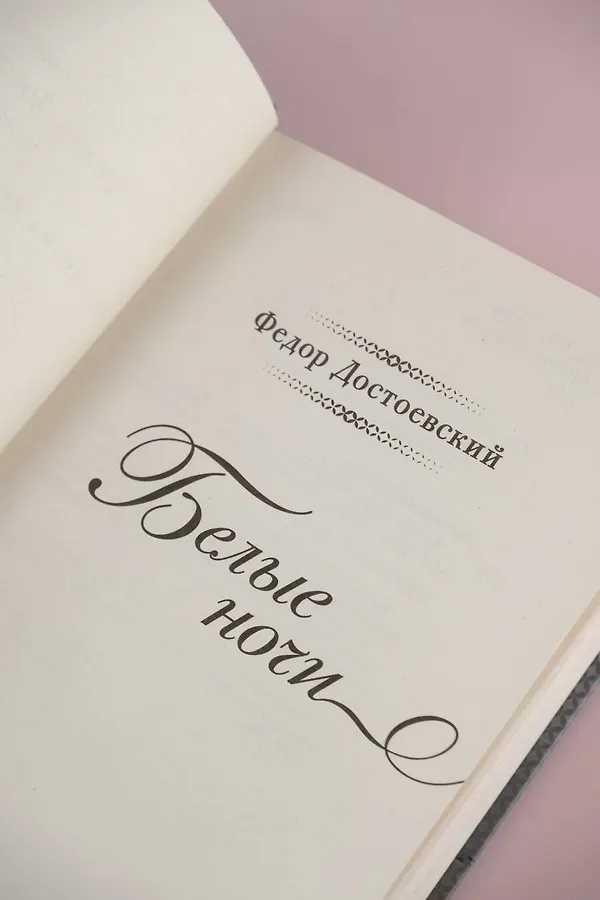 Федор Достоевский
Белые
ночи